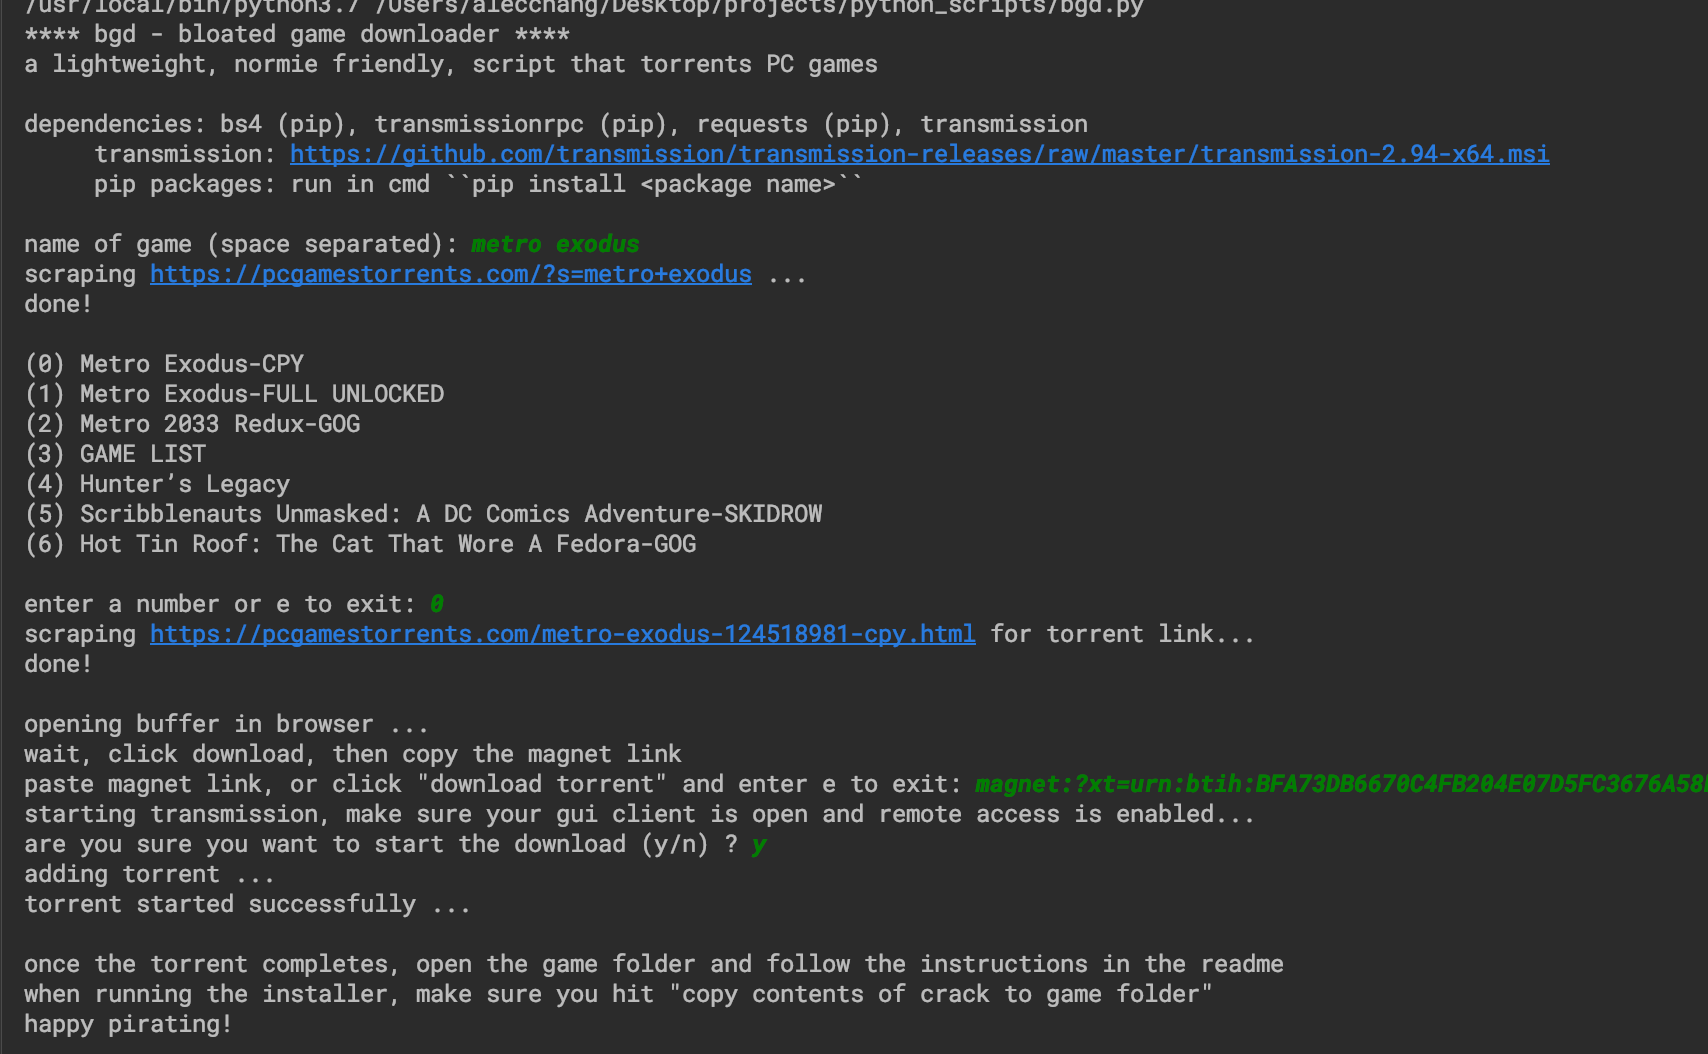 /usr/local/bin/python3.7 /Users/alecchang/Desktop/projects/python_scripts/bgd.py
**** bgd - bloated game downloader ****
a lightweight, normie friendly, script that torrents PC games
dependencies: bs4 (pip), transmissionrpc (pip), requests (pip), transmission
transmission: https://github.com/transmission/transmission-releases/raw/master/transmission-2.94-x64.msi
pip packages: run in cmd ``pip install <package name>``
name of game (space separated): metro exodus
scraping https://pcgamestorrents.com/?s=metro+exodus ...
done!
(0) Metro Exodus-CPY
(1) Metro Exodus-FULL UNLOCKED
(2) Metro 2033 Redux-GOG
(3) GAME LIST
(4) Hunter’s Legacy
(5) Scribblenauts Unmasked: A DC Comics Adventure-SKIDROW
(6) Hot Tin Roof: The Cat That Wore A Fedora-GOG
enter a number or e to exit: 0
scraping https://pcgamestorrents.com/metro-exodus-124518981-cpy.html for torrent link...
done!
opening buffer in browser ...
wait, click download, then copy the magnet link
paste magnet link, or click "download torrent" and enter e to exit: magnet:?xt=urn:btih:BFA73DB6670C4FB204E07D5FC3676A58
starting transmission, make sure your gui client is open and remote access is enabled...
are you sure you want to start the download (y/n) ? y
adding torrent ...
torrent started successfully ...
once the torrent completes, open the game folder and follow the instructions in the readme
when running the installer, make sure you hit "copy contents of crack to game folder"
happy pirating!